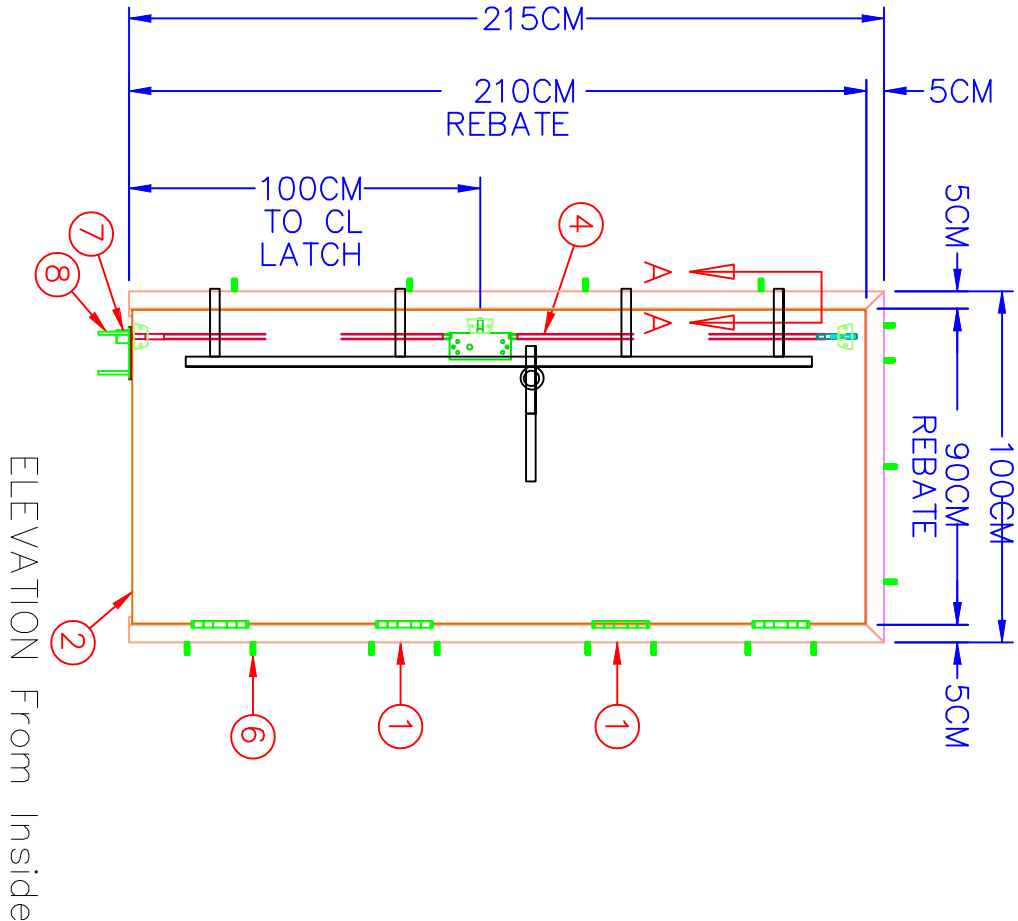 215CM
210CM
REBATE
5CM
100CM
TO CL
LATCH
5CM
100CM
90CM
REBATE
5CM
A
A
4
7
8
2
6
1
1
ELEVATION From Inside